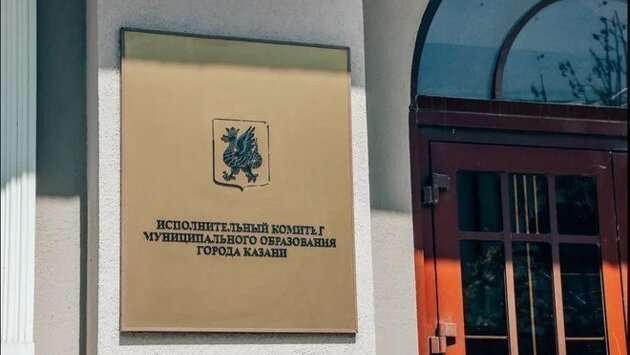 ИСПОЛНИТЕЛЬНЫЙ КОМИТЕТ
МУНИЦИПАЛЬНОГО ОБРАЗОВАНИЯ
ГОРОДА КАЗАНИ